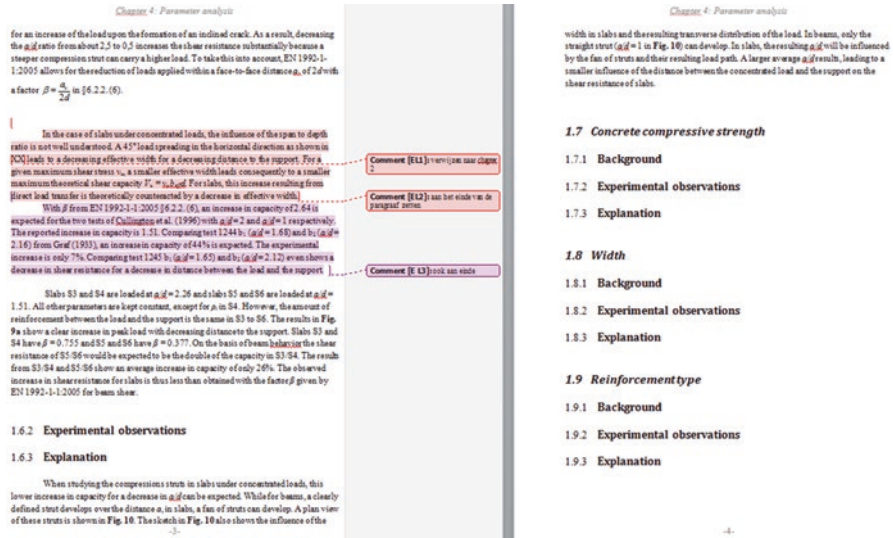 Chapter 4: Parameter analysis
for an increase of the load upon the formation of an inclined crack. As a result, decreasing
the a/d ratio from about 2,5 to 0,5 increases the shear resistance substantially because a
steeper compression strut can carry a higher load. To take this into account, EN 1992-1-
1:2005 allows for the reduction of loads applied within a face-to-face distance aᵥ of 2d with
a factor β = aᵥ/2d in §6.2.2.(6).
In the case of slabs under concentrated loads, the influence of the span to depth
ratio is not well understood. A 45° load spreading in the horizontal direction as shown in
[XX] leads to a decreasing effective width for a decreasing distance to the support. For a
given maximum shear stress vᵤ, a smaller effective width leads consequently to a smaller
maximum theoretical shear capacity Vᵤ = vᵤbₑffd. For slabs, this increase resulting from
direct load transfer is theoretically counteracted by a decrease in effective width.
With β from EN 1992-1-1:2005 §6.2.2. (6), an increase in capacity of 2.64 is
expected for the two tests of Cullington et al. (1996) with a/d = 2 and a/d = 1 respectively.
The reported increase in capacity is 1.51. Comparing test 1244 b₁ (a/d = 1.68) and b₂ (a/d =
2.16) from Graf (1933), an increase in capacity of 44% is expected. The experimental
increase is only 7%. Comparing test 1245 b₁ (a/d = 1.65) and b₂ (a/d = 2.12) even shows a
decrease in shear resistance for a decrease in distance between the load and the support.
Comment [EL1]: verwijzen naar chapter
2
Comment [EL2]: aan het einde van de
paragraaf zetten
Comment [E L3]: ook aan einde
Slabs S3 and S4 are loaded at a/d = 2.26 and slabs S5 and S6 are loaded at a/d =
1.51. All other parameters are kept constant, except for ρₜ in S4. However, the amount of
reinforcement between the load and the support is the same in S3 to S6. The results in Fig.
9a show a clear increase in peak load with decreasing distance to the support. Slabs S3 and
S4 have β = 0.755 and S5 and S6 have β = 0.377. On the basis of beam behavior the shear
resistance of S5/S6 would be expected to be the double of the capacity in S3/S4. The results
from S3/S4 and S5/S6 show an average increase in capacity of only 26%. The observed
increase in shear resistance for slabs is thus less than obtained with the factor β given by
EN 1992-1-1:2005 for beam shear.
1.6.2 Experimental observations
1.6.3 Explanation
When studying the compressions struts in slabs under concentrated loads, this
lower increase in capacity for a decrease in a/d can be expected. While for beams, a clearly
defined strut develops over the distance a, in slabs, a fan of struts can develop. A plan view
of these struts is shown in Fig. 10. The sketch in Fig. 10 also shows the influence of the
-3-
Chapter 4: Parameter analysis
width in slabs and the resulting transverse distribution of the load. In beams, only the
straight strut (a/d = 1 in Fig. 10) can develop. In slabs, the resulting a/d will be influenced
by the fan of struts and their resulting load path. A larger average a/d results, leading to a
smaller influence of the distance between the concentrated load and the support on the
shear resistance of slabs.
1.7 Concrete compressive strength
1.7.1 Background
1.7.2 Experimental observations
1.7.3 Explanation
1.8 Width
1.8.1 Background
1.8.2 Experimental observations
1.8.3 Explanation
1.9 Reinforcement type
1.9.1 Background
1.9.2 Experimental observations
1.9.3 Explanation
-4-